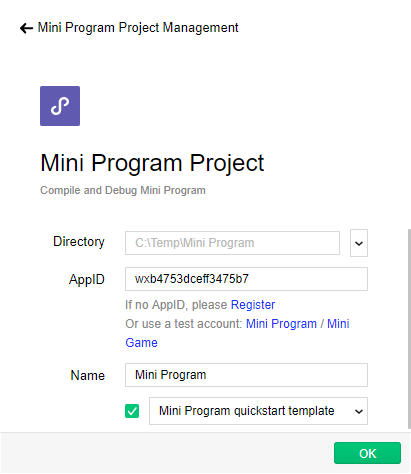 Mini Program Project Management
Mini Program Project
Compile and Debug Mini Program
Directory C:\Temp\Mini Program
AppID wxb4753dceff3475b7
If no AppID, please Register
Or use a test account: Mini Program / Mini
Game
Name Mini Program
Mini Program quickstart template
OK